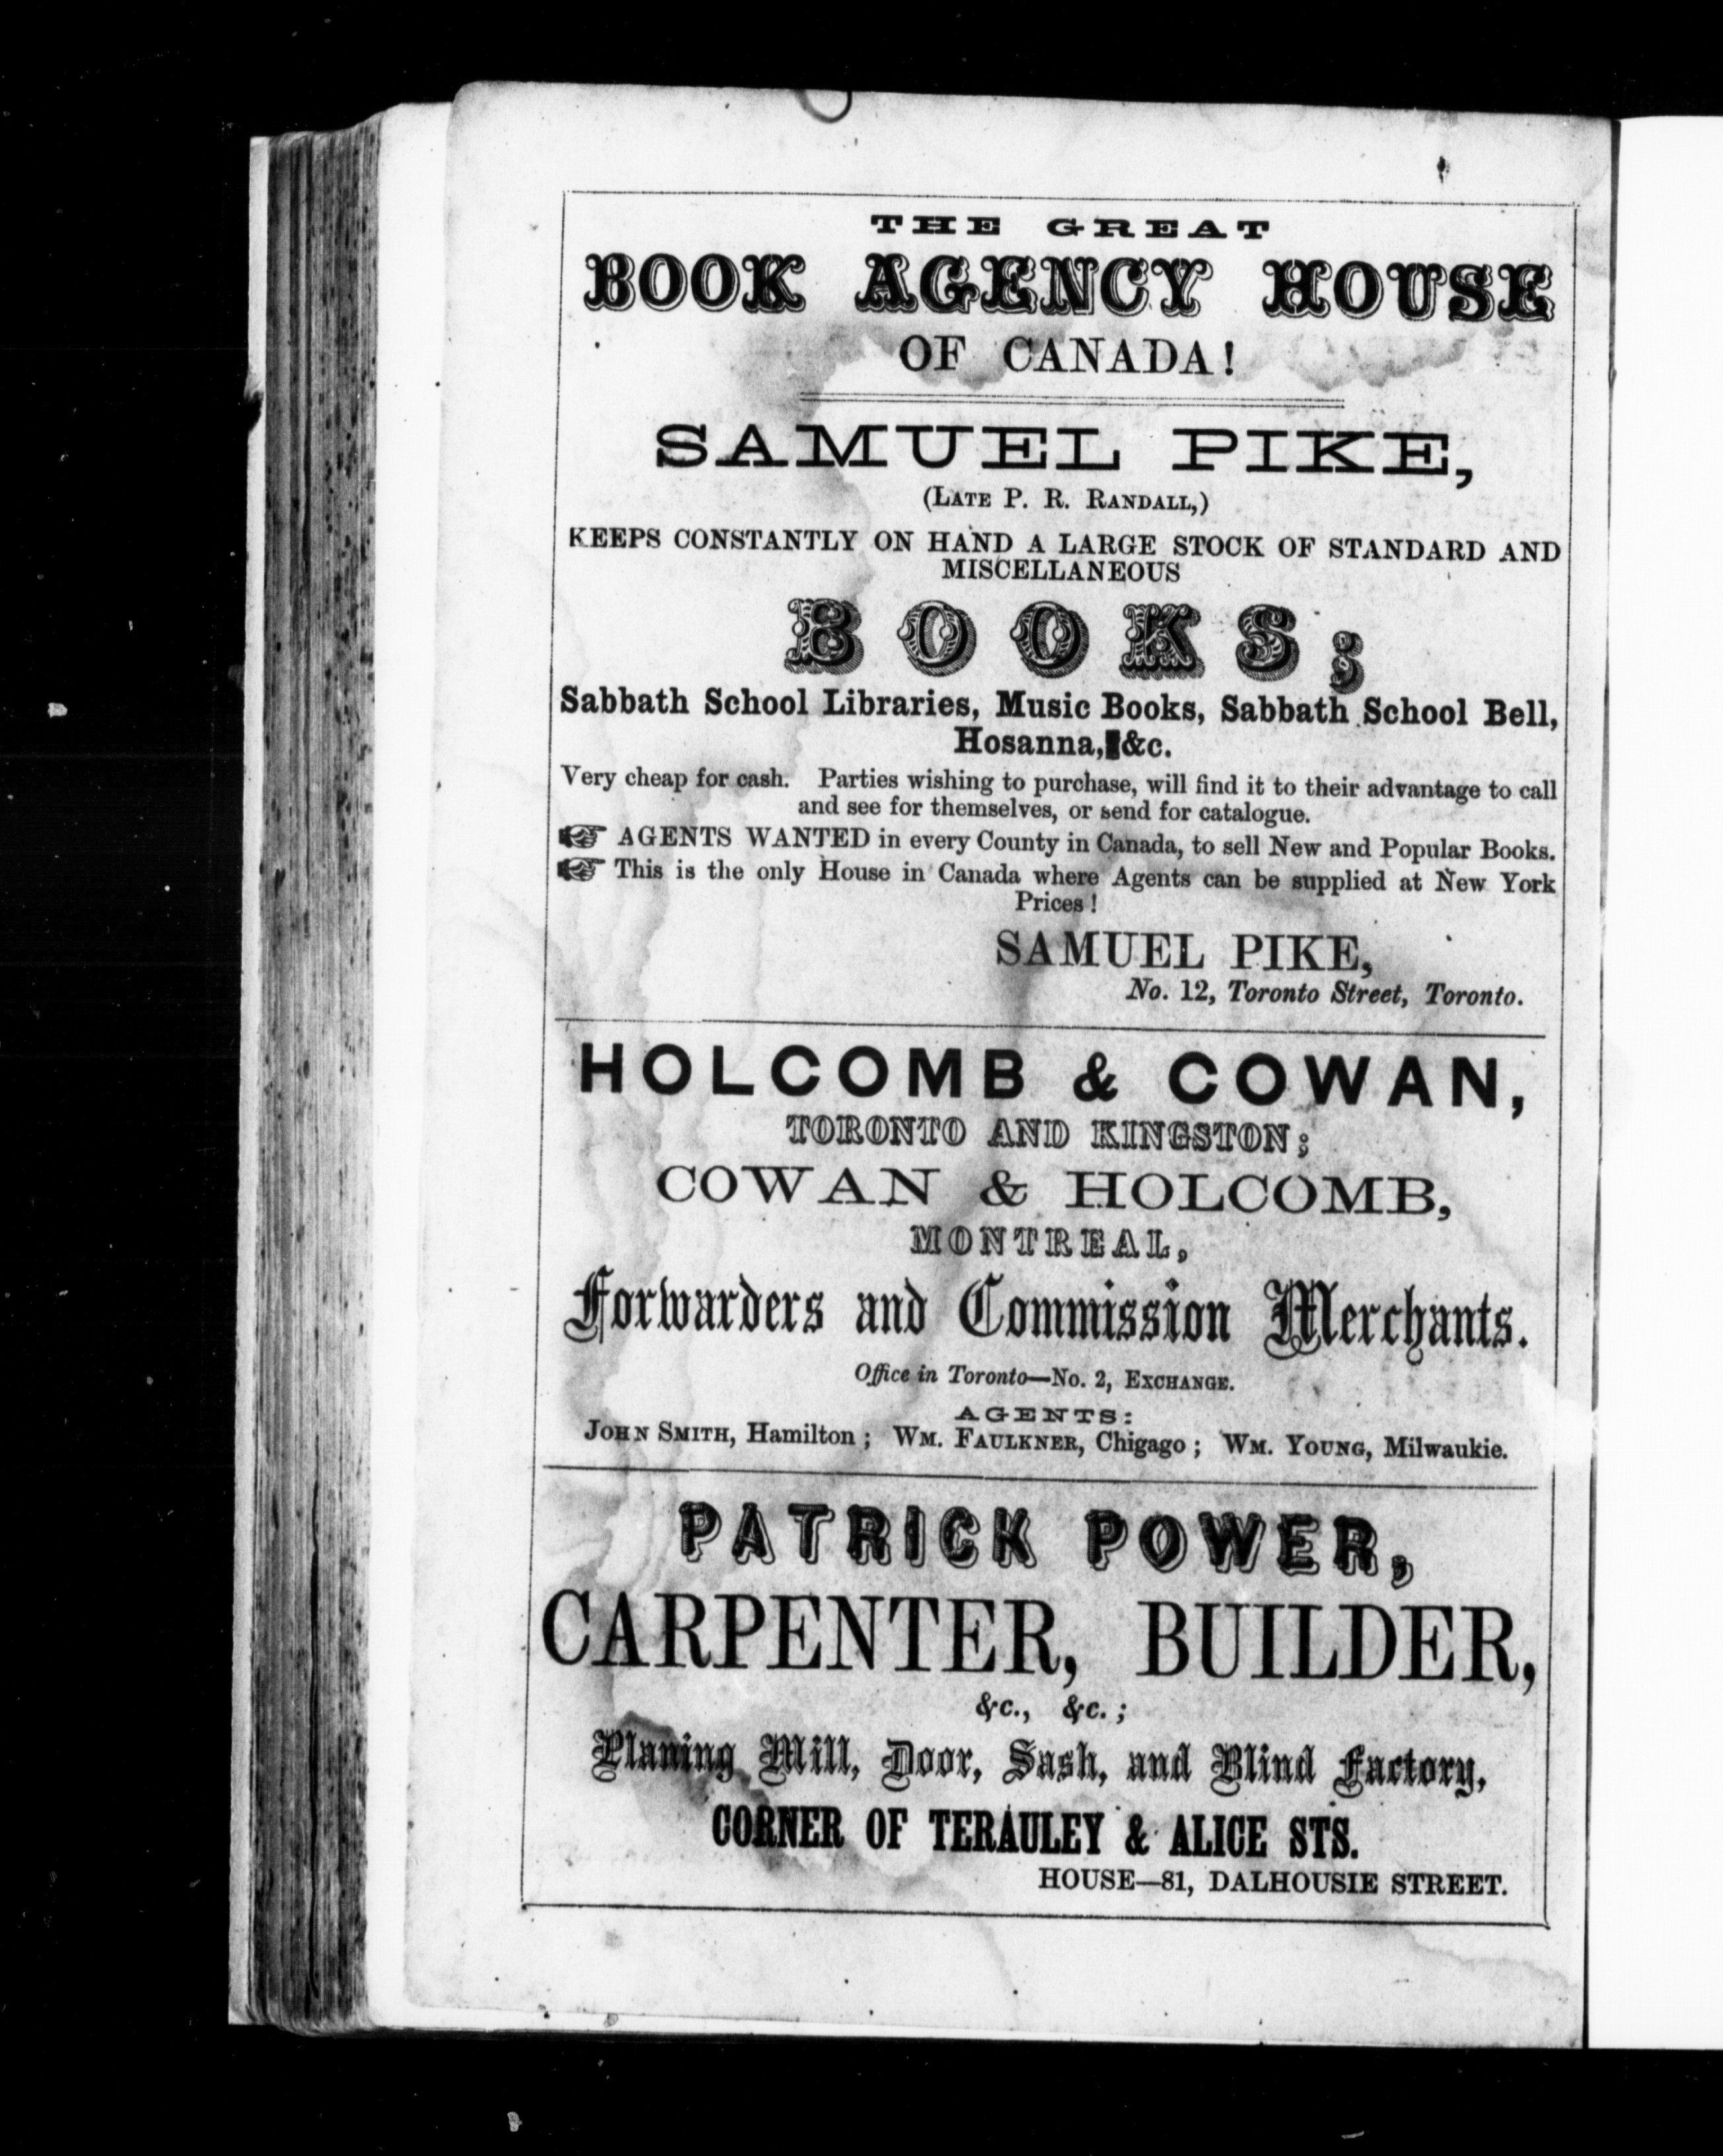 THE GREAT
BOOK AGENCY HOUSE
OF CANADA!
SAMUEL PIKE,
(LATE P. R. RANDALL,)
KEEPS CONSTANTLY ON HAND A LARGE STOCK OF STANDARD AND
MISCELLANEOUS
BOOKS;
Sabbath School Libraries, Music Books, Sabbath School Bell,
Hosanna, &c.
Very cheap for cash. Parties wishing to purchase, will find it to their advantage to call
and see for themselves, or send for catalogue.
☞ AGENTS WANTED in every County in Canada, to sell New and Popular Books.
☞ This is the only House in Canada where Agents can be supplied at New York
Prices!
SAMUEL PIKE,
No. 12, Toronto Street, Toronto.
HOLCOMB & COWAN,
TORONTO AND KINGSTON;
COWAN & HOLCOMB,
MONTREAL,
Forwarders and Commission Merchants.
Office in Toronto—No. 2, EXCHANGE.
AGENTS:
JOHN SMITH, Hamilton; WM. FAULKNER, Chigago; WM. YOUNG, Milwaukie.
PATRICK POWER,
CARPENTER, BUILDER,
&c., &c.;
Planing Mill, Door, Sash, and Blind Factory,
CORNER OF TERAULEY & ALICE STS.
HOUSE—81, DALHOUSIE STREET.